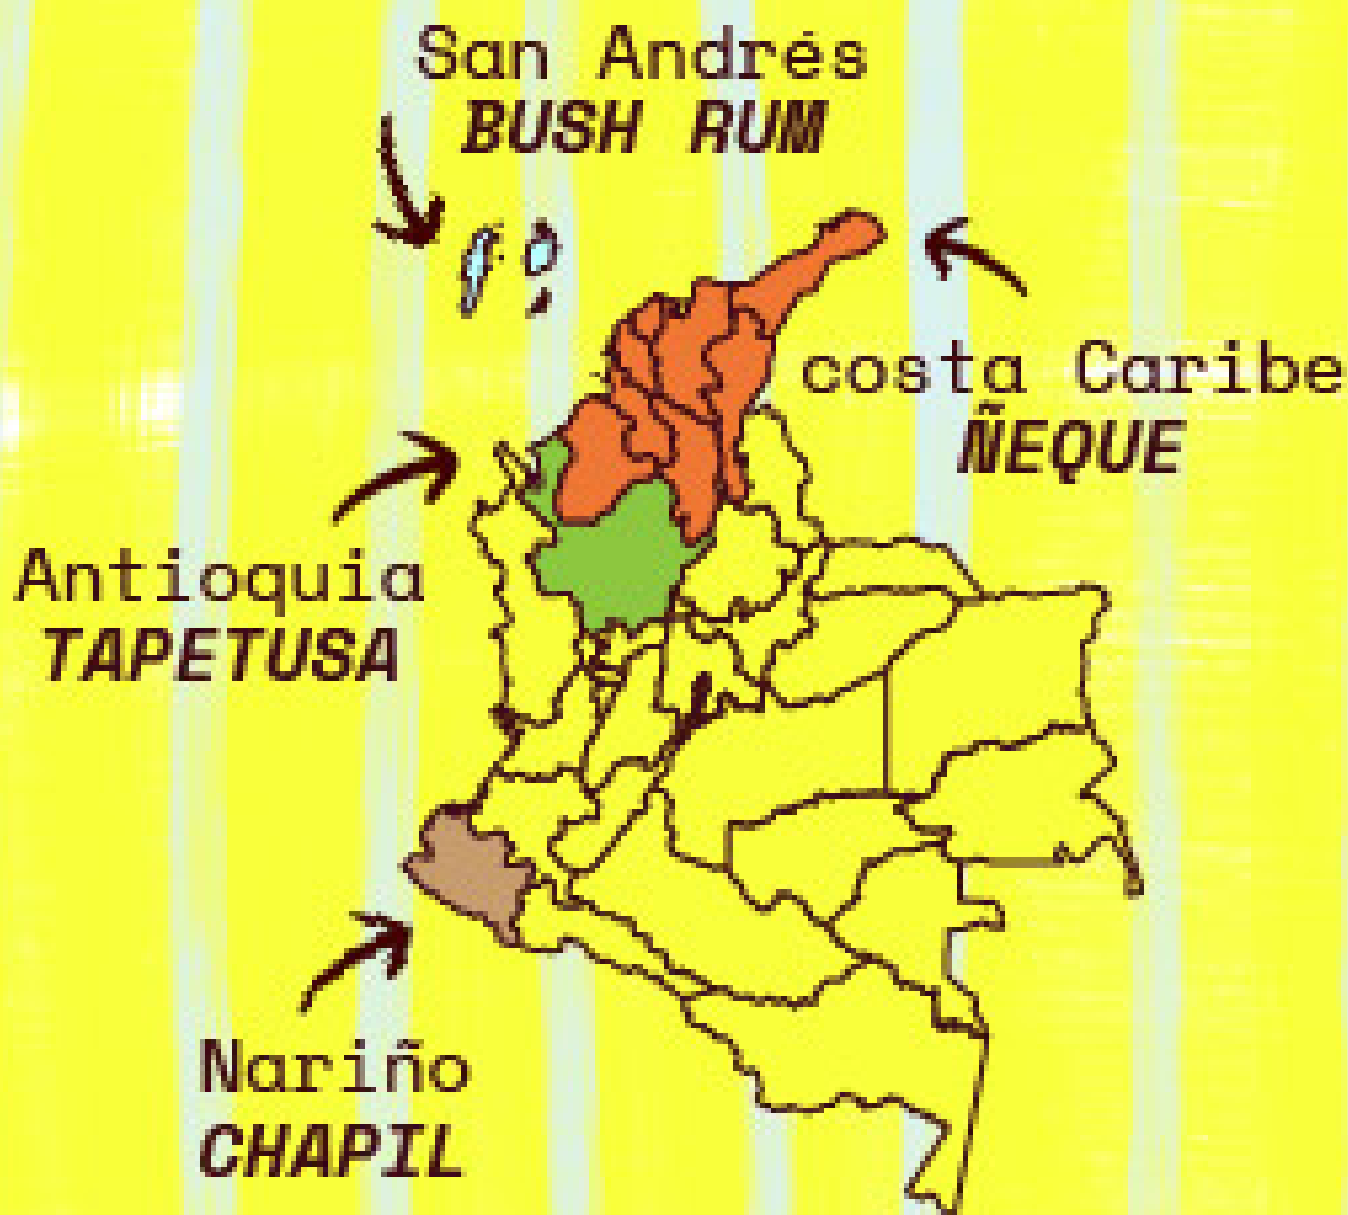 San Andrés
BUSH RUM
costa Caribe
ÑEQUE
Antioquia
TAPETUSA
Nariño
CHAPIL